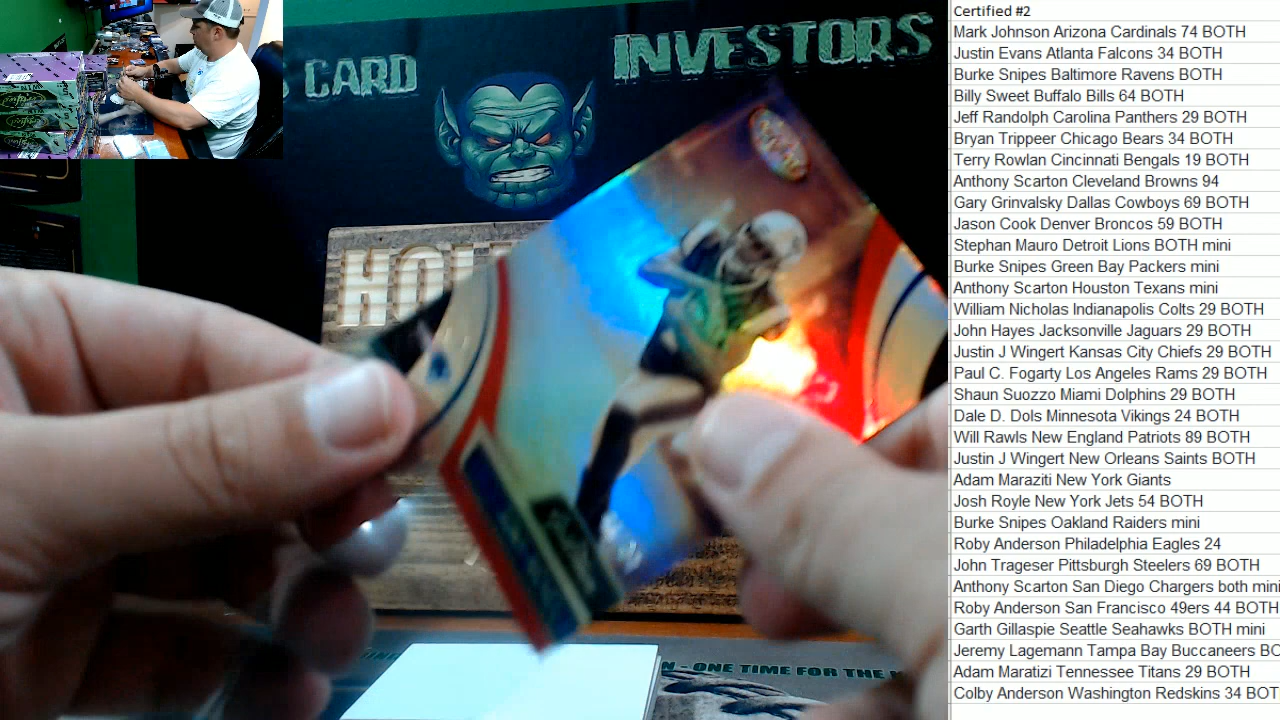 CARD INVESTORS
Certified #2
Mark Johnson Arizona Cardinals 74 BOTH
Justin Evans Atlanta Falcons 34 BOTH
Burke Snipes Baltimore Ravens BOTH
Billy Sweet Buffalo Bills 64 BOTH
Jeff Randolph Carolina Panthers 29 BOTH
Bryan Trippeer Chicago Bears 34 BOTH
Terry Rowlan Cincinnati Bengals 19 BOTH
Anthony Scarton Cleveland Browns 94
Gary Grinvalsky Dallas Cowboys 69 BOTH
Jason Cook Denver Broncos 59 BOTH
Stephan Mauro Detroit Lions BOTH mini
Burke Snipes Green Bay Packers mini
Anthony Scarton Houston Texans mini
William Nicholas Indianapolis Colts 29 BOTH
John Hayes Jacksonville Jaguars 29 BOTH
Justin J Wingert Kansas City Chiefs 29 BOTH
Paul C. Fogarty Los Angeles Rams 29 BOTH
Shaun Suozzo Miami Dolphins 29 BOTH
Dale D. Dols Minnesota Vikings 24 BOTH
Will Rawls New England Patriots 89 BOTH
Justin J Wingert New Orleans Saints BOTH
Adam Maraziti New York Giants
Josh Royle New York Jets 54 BOTH
Burke Snipes Oakland Raiders mini
Roby Anderson Philadelphia Eagles 24
John Trageser Pittsburgh Steelers 69 BOTH
Anthony Scarton San Diego Chargers both mini
Roby Anderson San Francisco 49ers 44 BOTH
Garth Gillaspie Seattle Seahawks BOTH mini
Jeremy Lagemann Tampa Bay Buccaneers BO
Adam Maratizi Tennessee Titans 29 BOTH
Colby Anderson Washington Redskins 34 BOT
- ONE TIME FOR THE